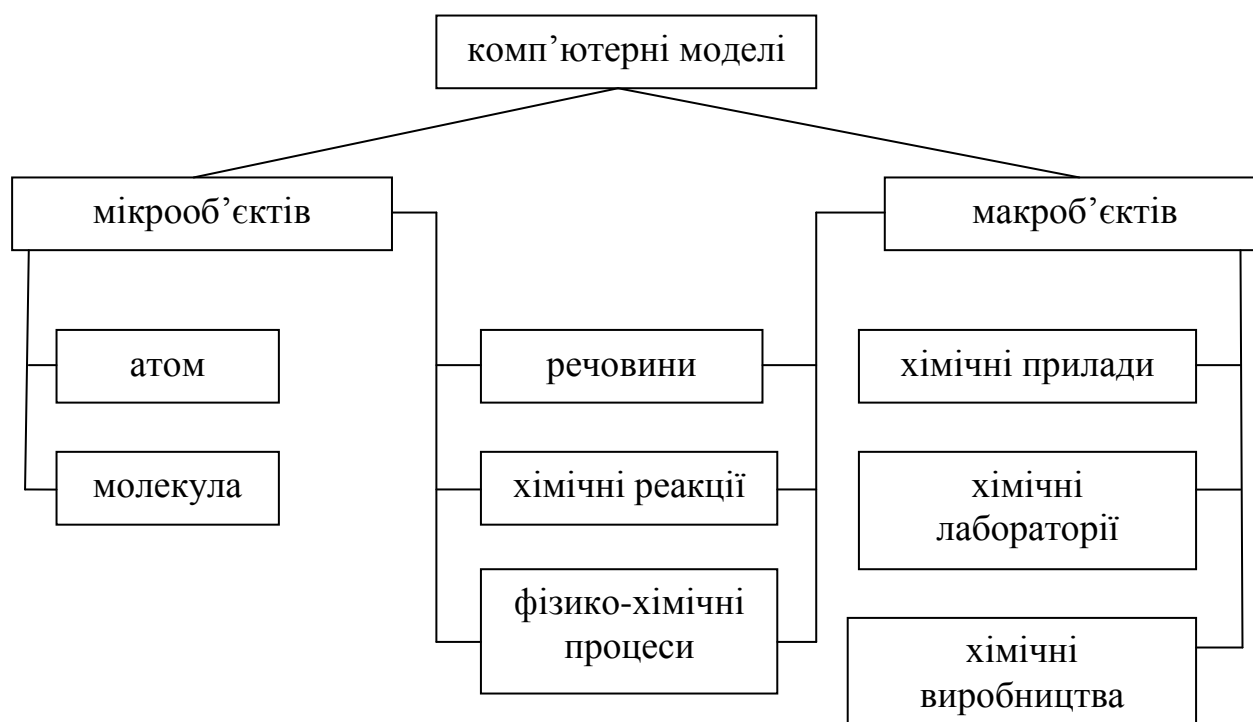 комп’ютерні моделі
мікрооб’єктів
макроб’єктів
атом
речовини
хімічні прилади
молекула
хімічні реакції
хімічні
лабораторії
фізико-хімічні
процеси
хімічні
виробництва